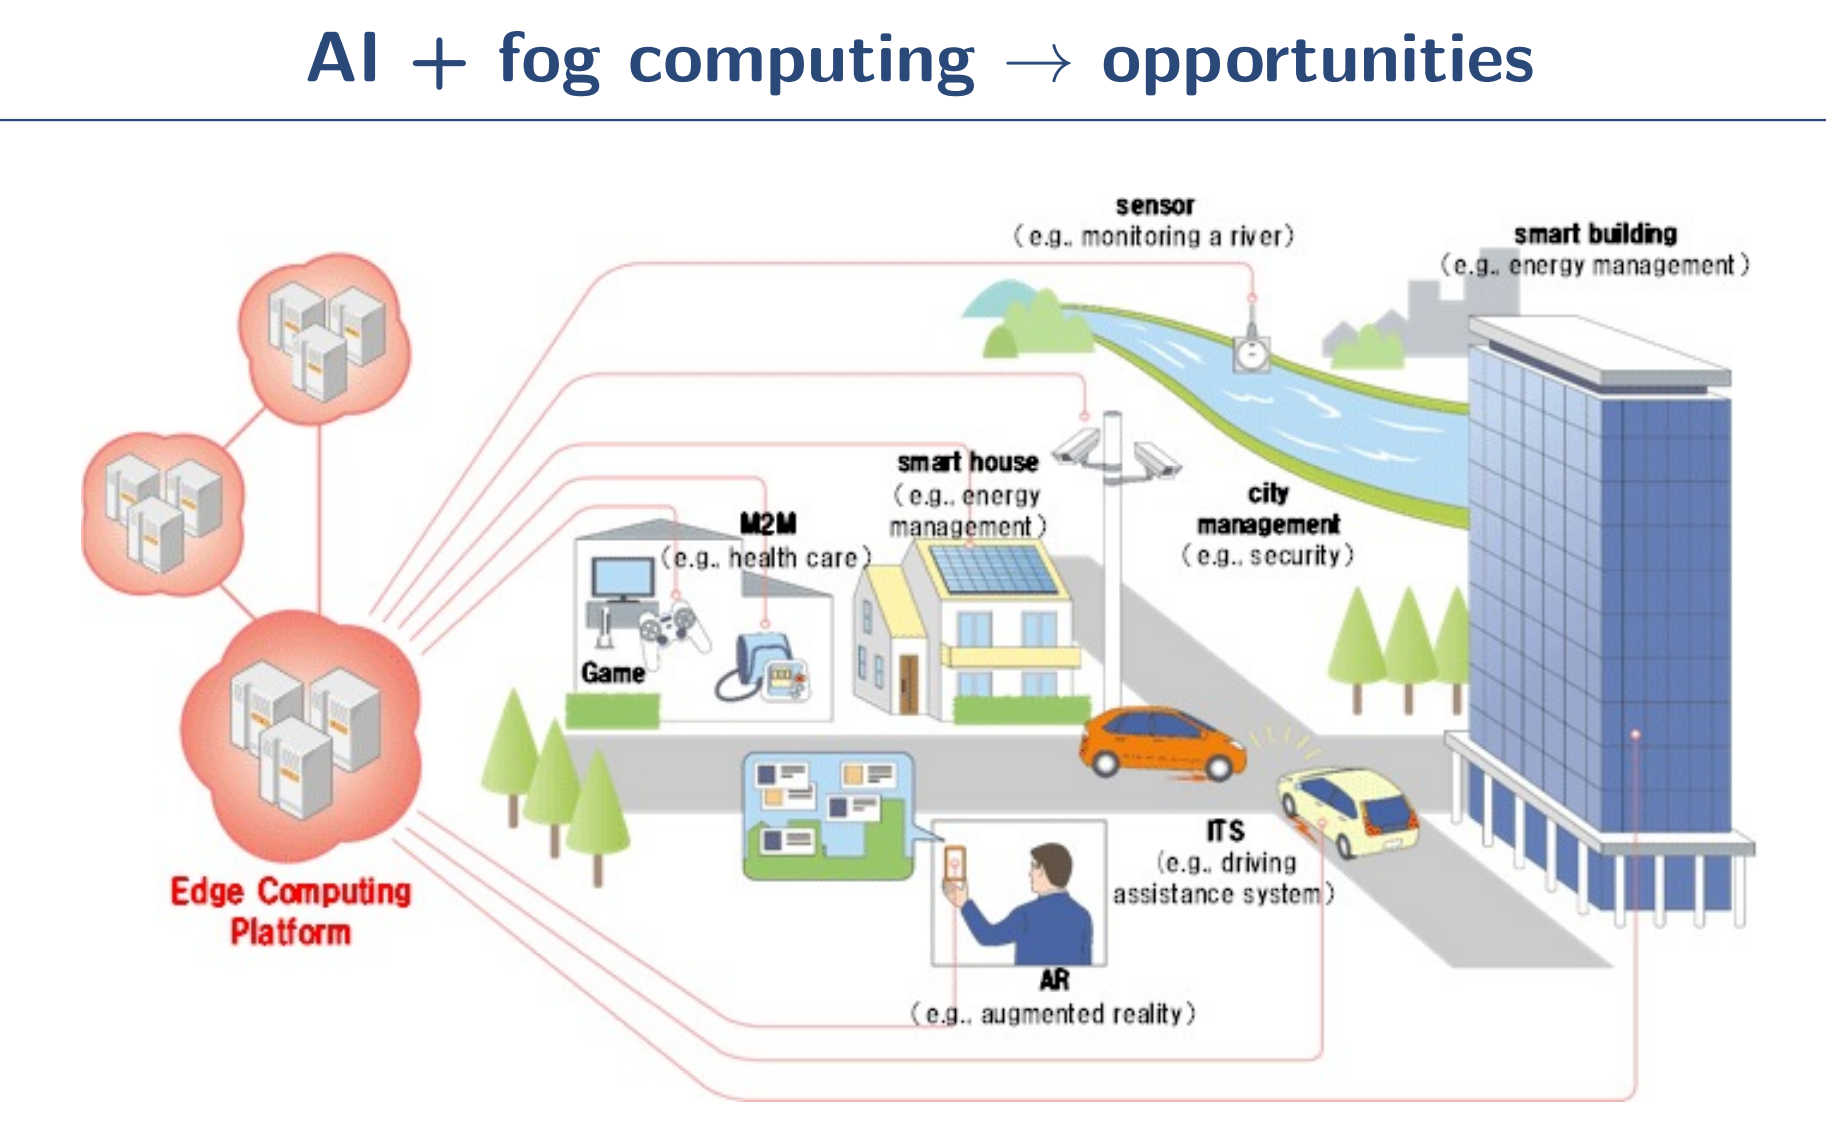 AI + fog computing → opportunities
sensor
(e.g., monitoring a river)
smart building
(e.g., energy management)
smart house
(e.g., energy
management)
city
management
(e.g., security)
M2M
(e.g., health care)
Game
ITS
(e.g., driving
assistance system)
Edge Computing
Platform
AR
(e.g., augmented reality)